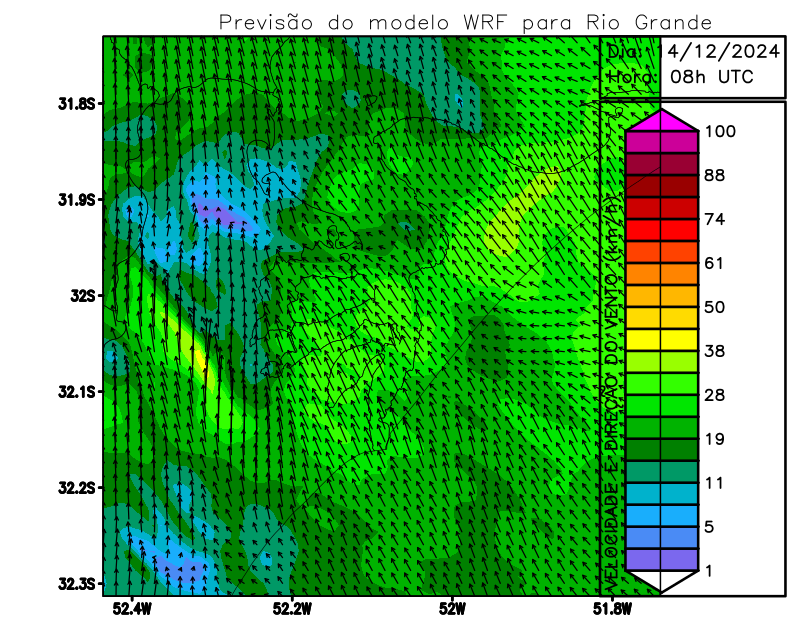 Previsão do modelo WRF para Rio Grande
Dia: 14/12/2024
Hora: 08h UTC
31.8S
31.9S
32S
32.1S
32.2S
32.3S
52.4W
52.2W
52W
51.8W
VELOCIDADE E DIREÇÃO DO VENTO (km/h)
100
88
74
61
50
38
28
19
11
5
1